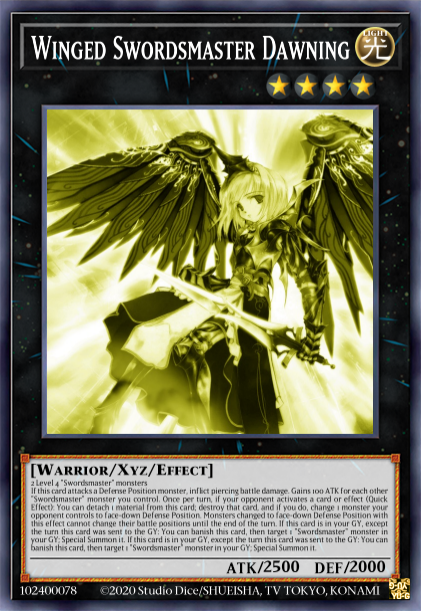 WINGED SWORDSMASTER DAWNING
LIGHT
光
[WARRIOR/XYZ/EFFECT]
2 Level 4 "Swordsmaster" monsters
If this card attacks a Defense Position monster, inflict piercing battle damage. Gains 100 ATK for each other
"Swordsmaster" monster you control. Once per turn, if your opponent activates a card or effect (Quick
Effect): You can detach 1 material from this card; destroy that card, and if you do, change 1 monster your
opponent controls to face-down Defense Position. Monsters changed to face-down Defense Position with
this effect cannot change their battle positions until the end of the turn. If this card is in your GY, except
the turn this card was sent to the GY: You can banish this card, then target 1 "Swordsmaster" monster in
your GY; Special Summon it. If this card is in your GY, except the turn this card was sent to the GY: You can
banish this card, then target 1 "Swordsmaster" monster in your GY; Special Summon it.
ATK/2500 DEF/2000
102400078 ©2020 Studio Dice/SHUEISHA, TV TOKYO, KONAMI